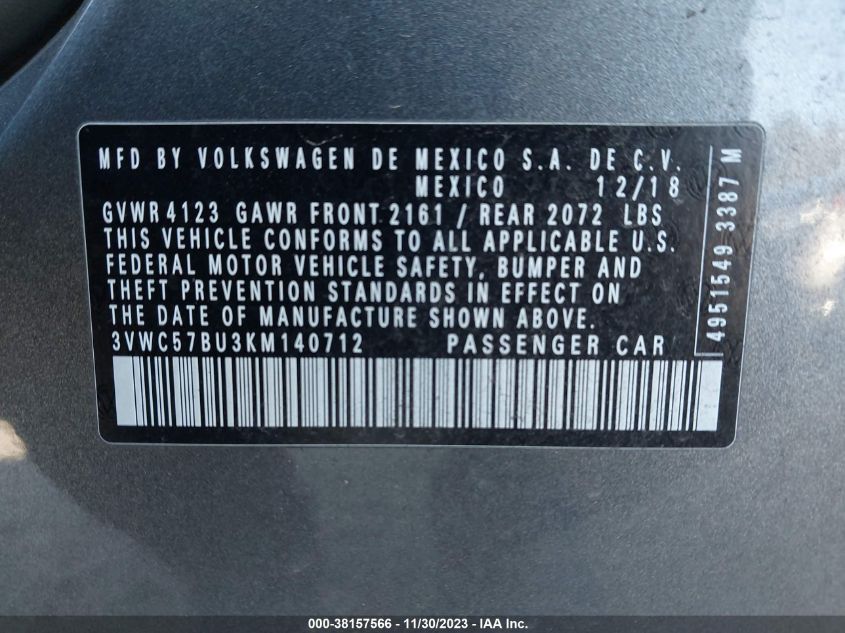 MFD BY VOLKSWAGEN DE MEXICO S.A. DE C.V.
MEXICO 12/18
GVWR 4123 GAWR FRONT 2161 / REAR 2072 LBS
THIS VEHICLE CONFORMS TO ALL APPLICABLE U.S.
FEDERAL MOTOR VEHICLE SAFETY, BUMPER AND
THEFT PREVENTION STANDARDS IN EFFECT ON
THE DATE OF MANUFACTURE SHOWN ABOVE.
3VWC57BU3KM140712 PASSENGER CAR
4951549 3387 M
000-38157566 - 11/30/2023 - IAA, Inc.